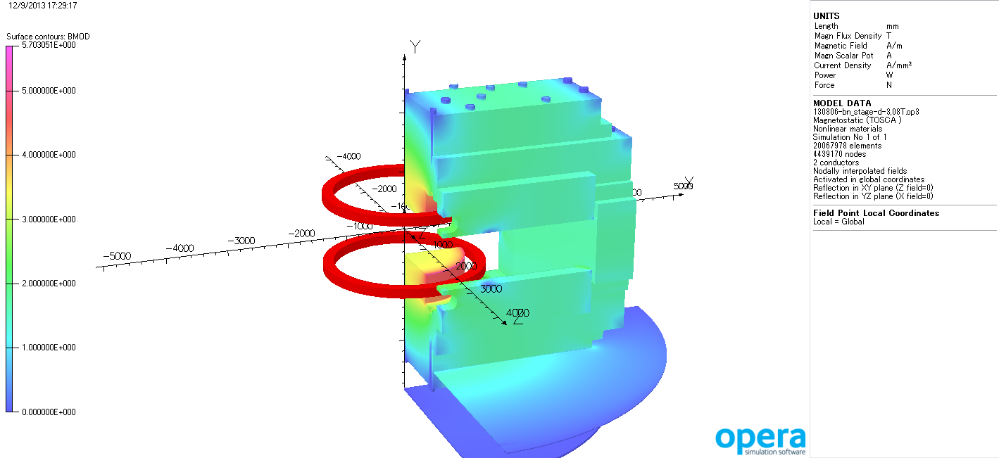 12/9/2013 17:29:17
Surface contours: BMOD
5.703051E+000
5.000000E+000
4.000000E+000
3.000000E+000
2.000000E+000
1.000000E+000
0.000000E+000
Y
-4000
-2000
X
5000
-1000
-2000
-3000
-4000
-5000
Z
1000
2000
3000
4000
Z
UNITS
Length mm
Magn Flux Density T
Magnetic Field A/m
Magn Scalar Pot A
Current Density A/mm²
Power W
Force N
MODEL DATA
130806-bn_stage-d-3,08T.op3
Magnetostatic (TOSCA )
Nonlinear materials
Simulation No 1 of 1
20067978 elements
4439170 nodes
2 conductors
Nodally interpolated fields
Activated in global coordinates
Reflection in XY plane (Z field=0)
Reflection in YZ plane (X field=0)
Field Point Local Coordinates
Local = Global
opera
simulation software